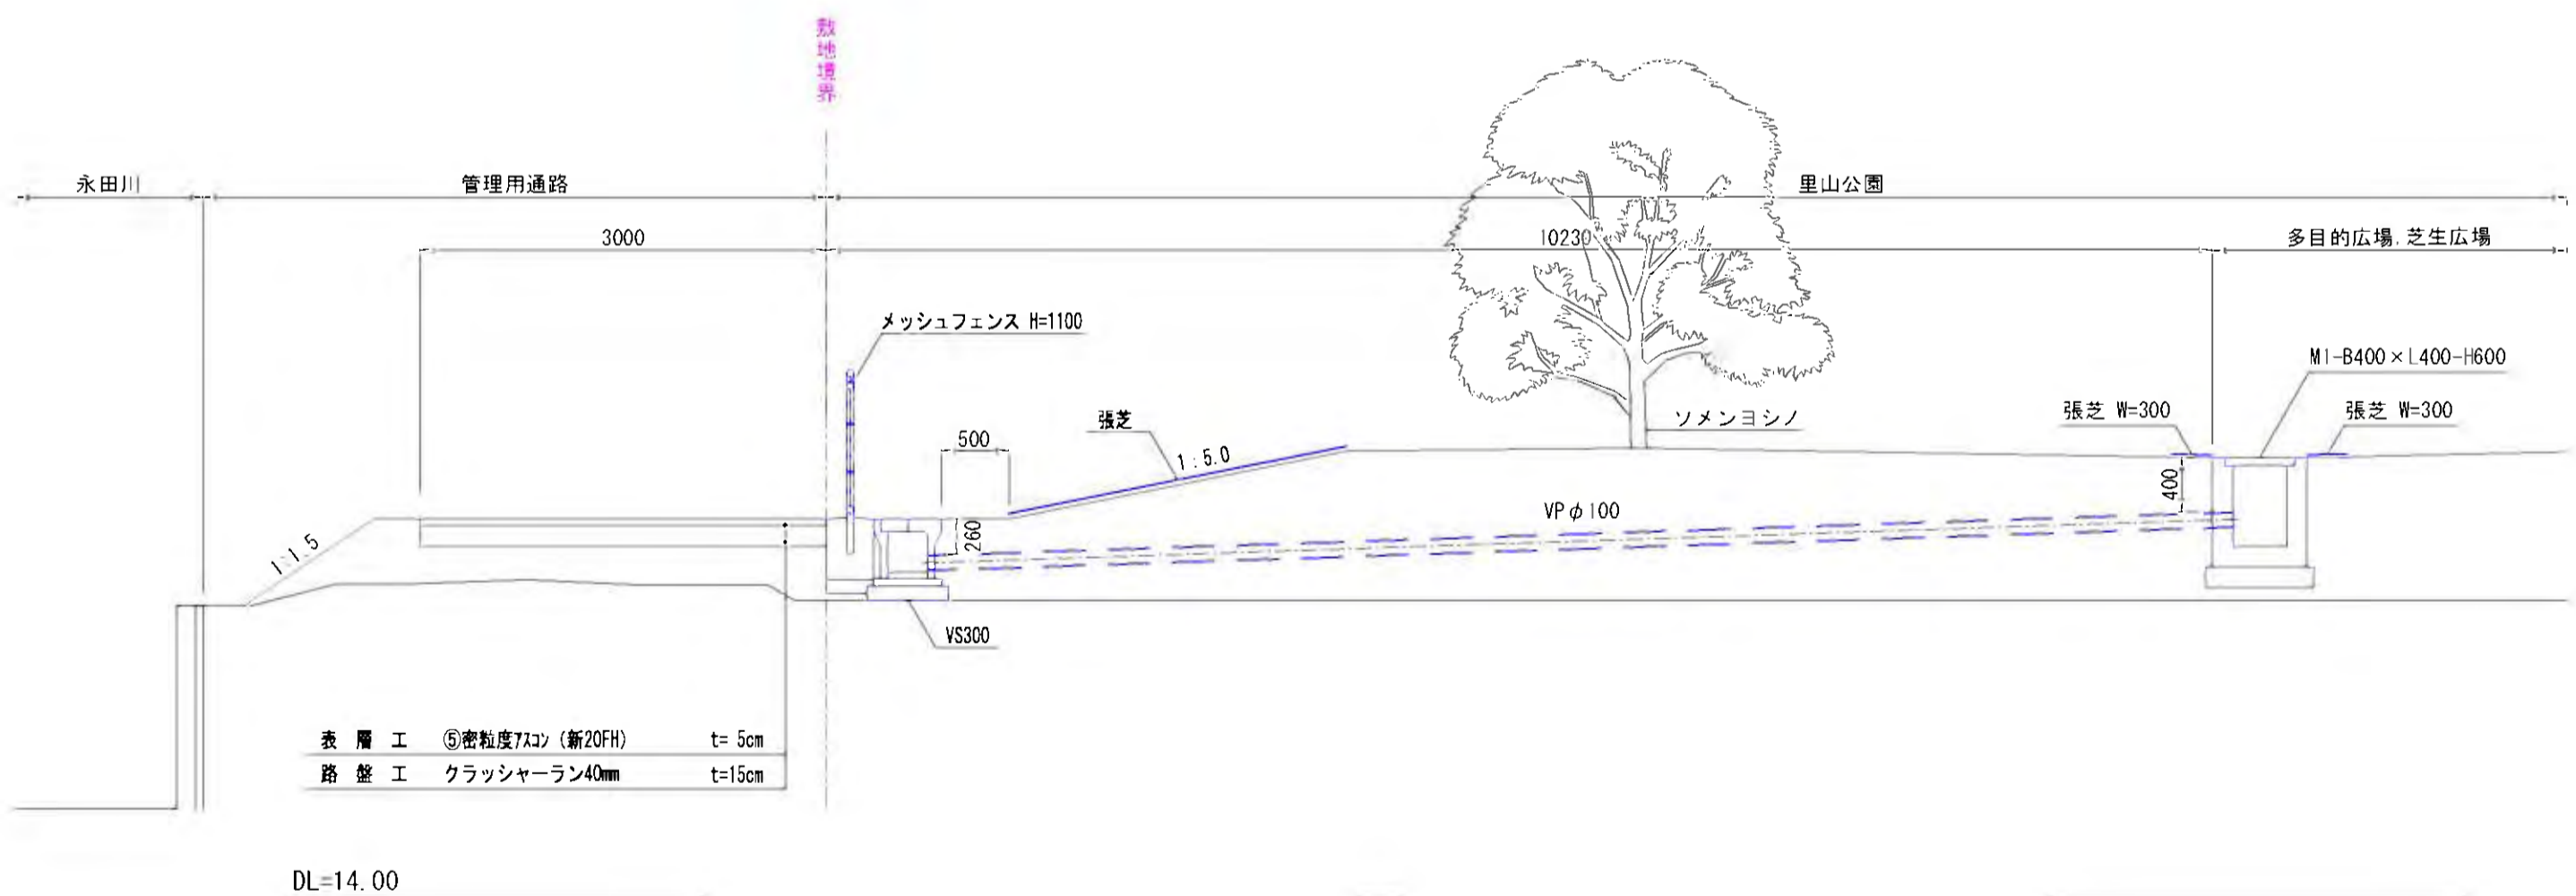 敷地境界
永田川
管理用通路
里山公園
3000
10230
多目的広場,芝生広場
メッシュフェンス H=1100
M1-B400×L400-H600
張芝
500
1:5.0
ソメンヨシノ
張芝 W=300
張芝 W=300
400
260
VPφ100
1:1.5
VS300
表 層 工 ⑤密粒度アスコン (新20FH) t= 5cm
路 盤 工 クラッシャーラン40mm t=15cm
DL=14.00